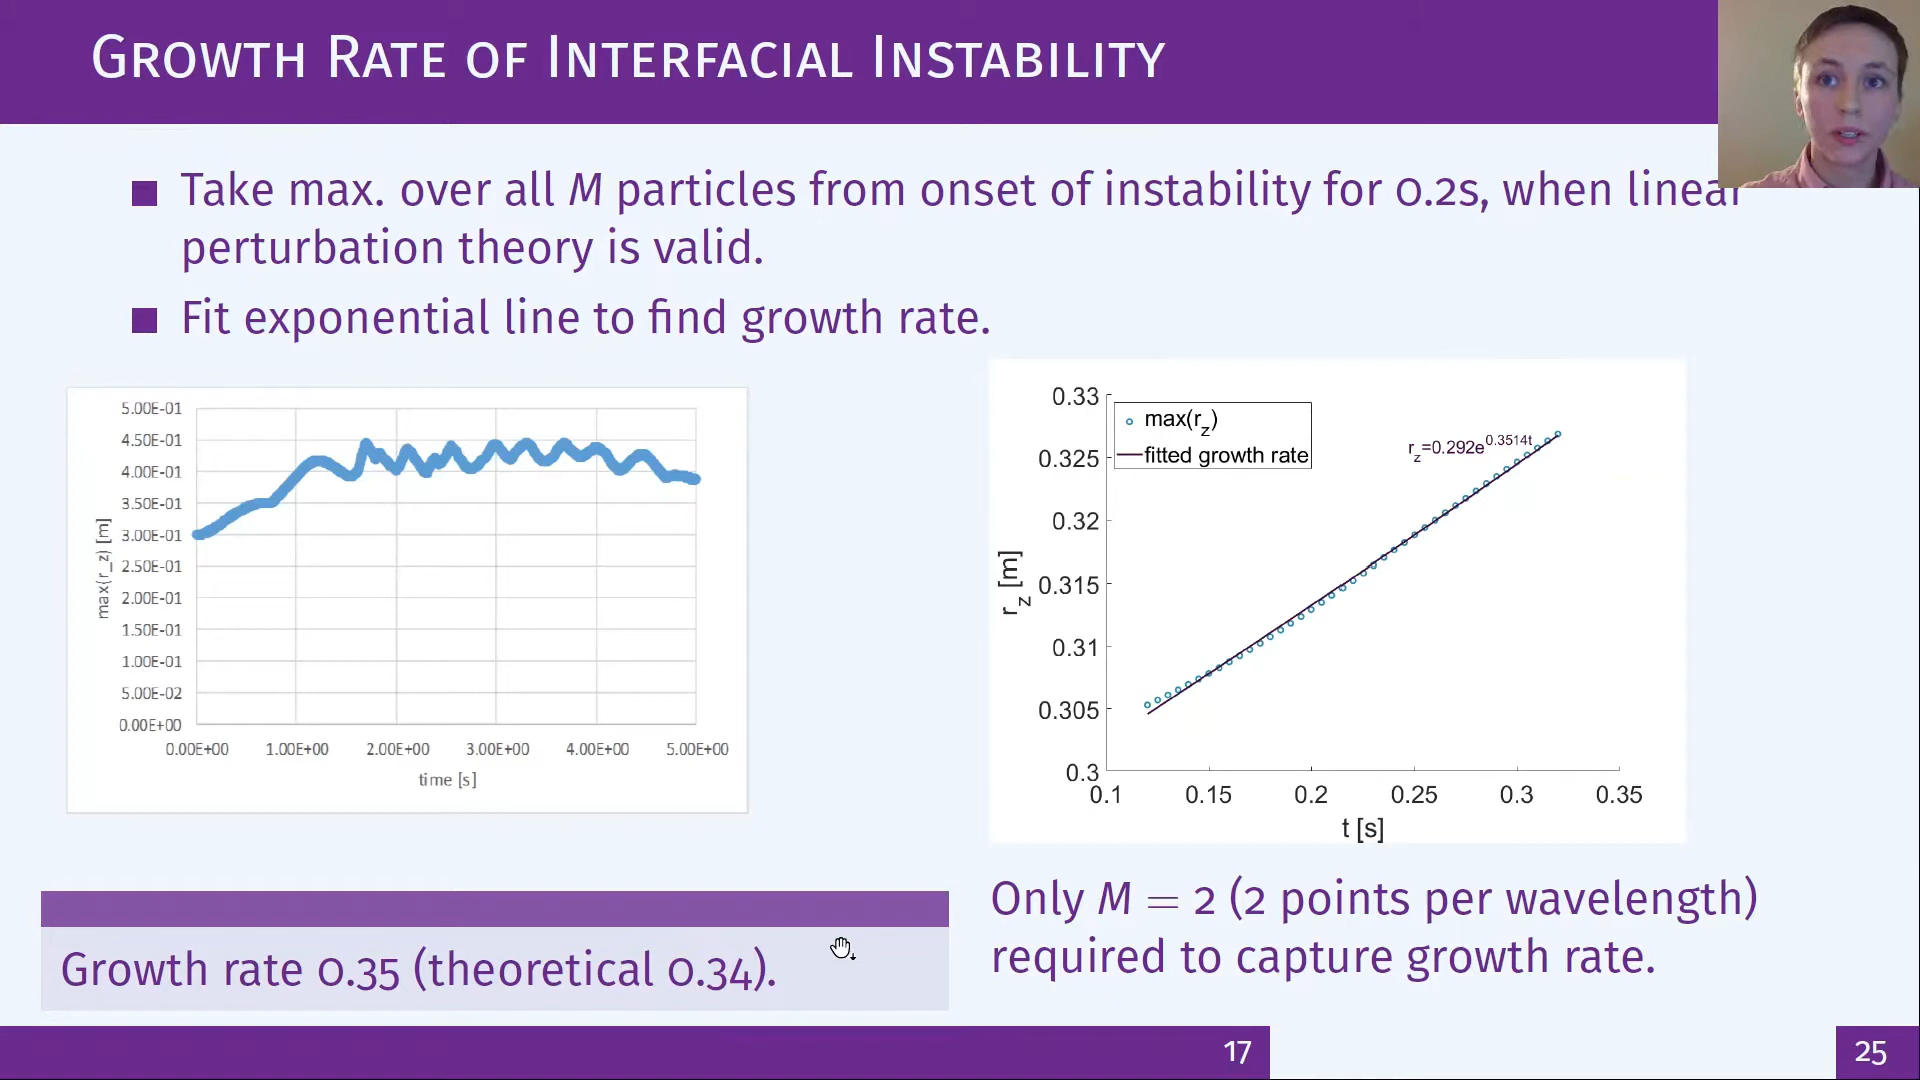 Growth Rate of Interfacial Instability
Take max. over all M particles from onset of instability for 0.2s, when linear
perturbation theory is valid.
Fit exponential line to find growth rate.
5.00E-01
4.50E-01
4.00E-01
3.50E-01
3.00E-01
2.50E-01
2.00E-01
1.50E-01
1.00E-01
5.00E-02
0.00E+00
max(r_z) [m]
0.00E+00 1.00E+00 2.00E+00 3.00E+00 4.00E+00 5.00E+00
time [s]
0.33
0.325
0.32
0.315
0.31
0.305
0.3
r_z [m]
max(r_z)
fitted growth rate
r_z=0.292e^0.3514t
0.1 0.15 0.2 0.25 0.3 0.35
t [s]
Growth rate 0.35 (theoretical 0.34).
Only M = 2 (2 points per wavelength)
required to capture growth rate.
17
25